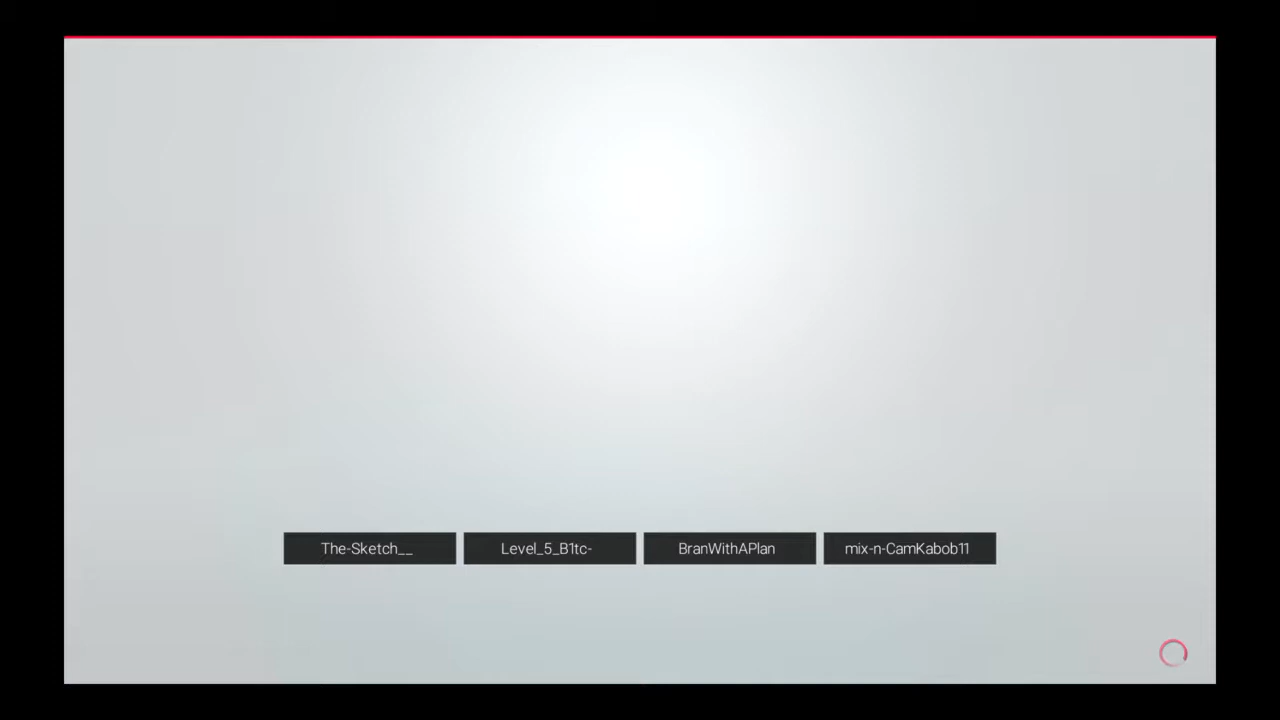 The-Sketch__
Level_5_B1tc-
BranWithAPlan
mix-n-CamKabob11